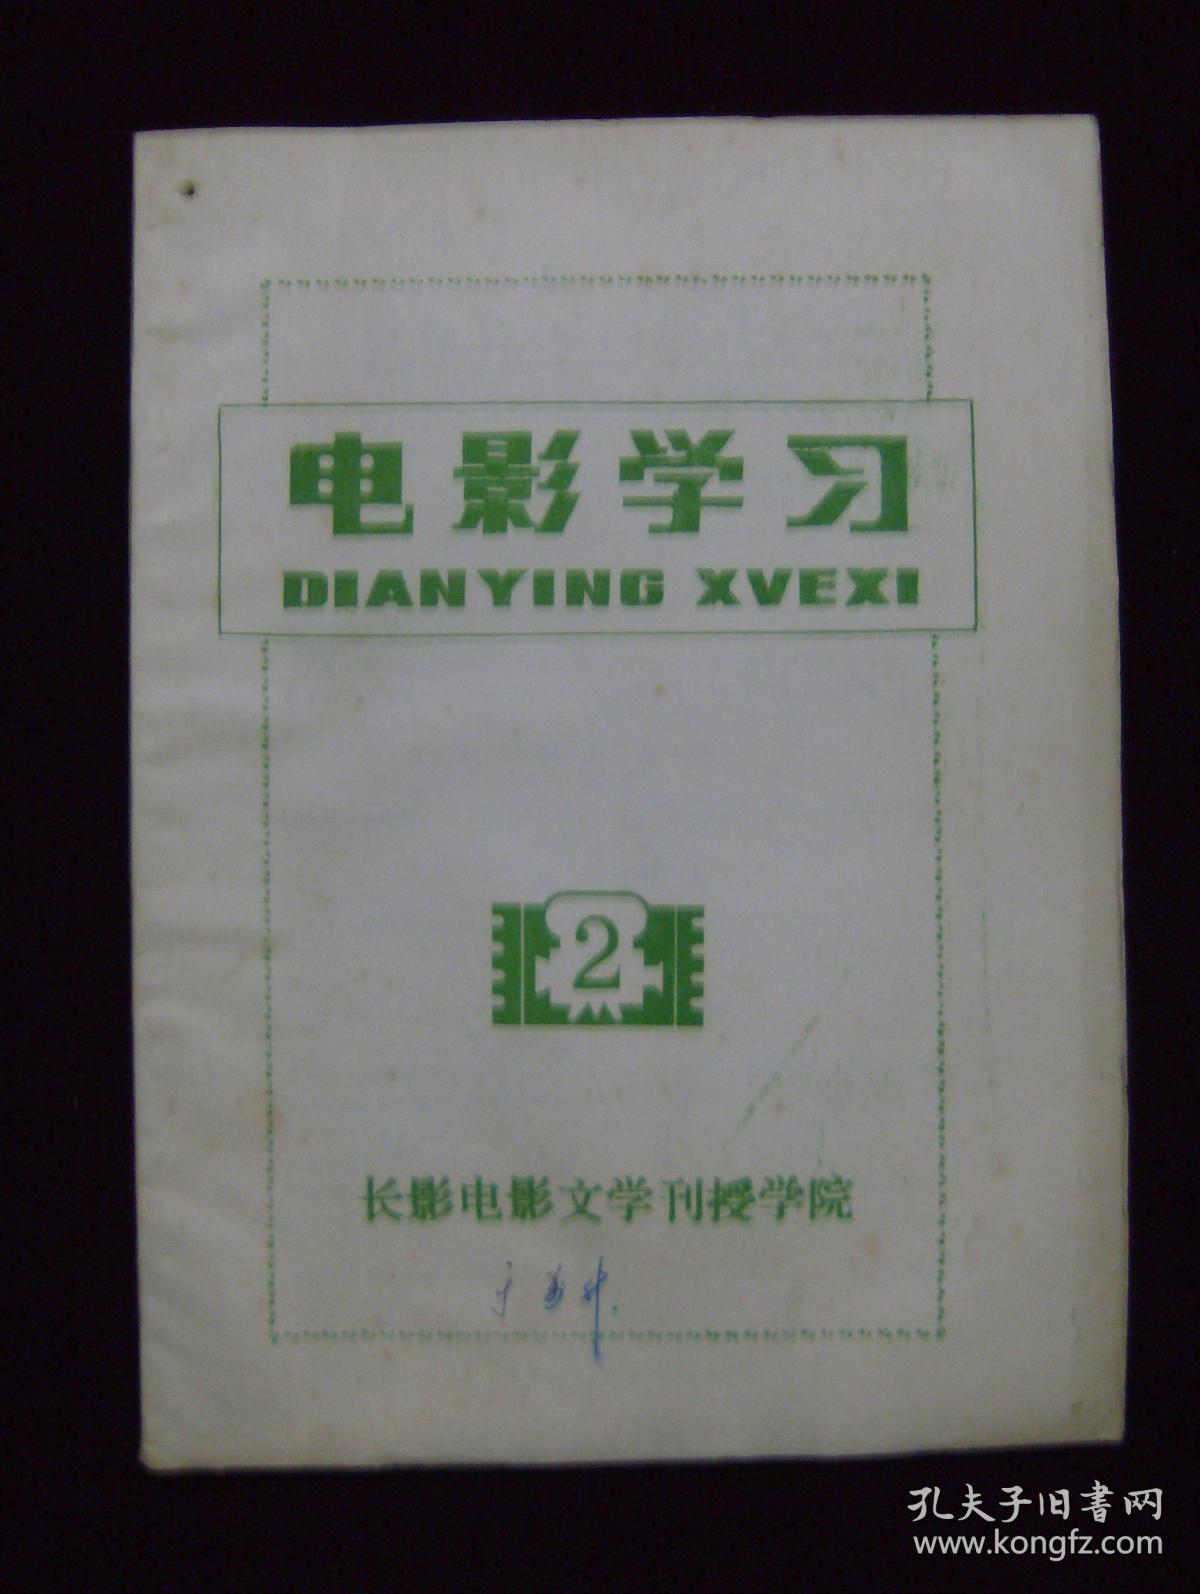 电影学习
DIANYING XVEXI
2
长影电影文学刊授学院
孔夫子旧书网
www.kongfz.com